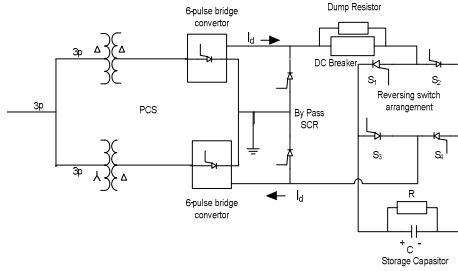 Dump Resistor
6-pulse bridge
convertor
Id
3p
Δ Δ
DC Breaker
S1 S2
Reversing switch
arrangement
3p
PCS
By Pass
SCR
S3 S4
3p
Δ
Id
R
6-pulse bridge
convertor
+ C -
Storage Capasitor